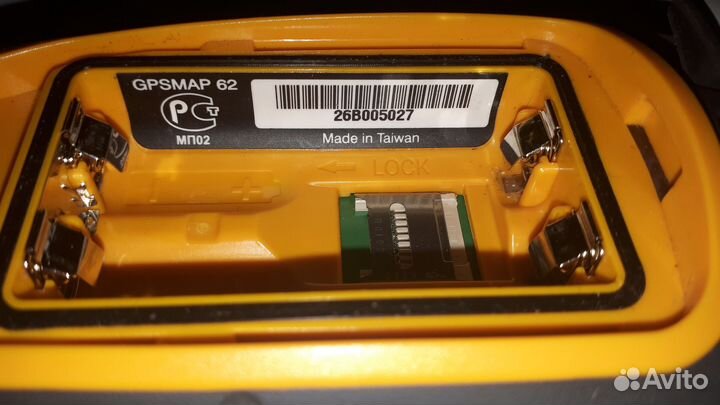 GPSMAP 62
РСТ
МП02
26B005027
Made in Taiwan
← LOCK
Avito